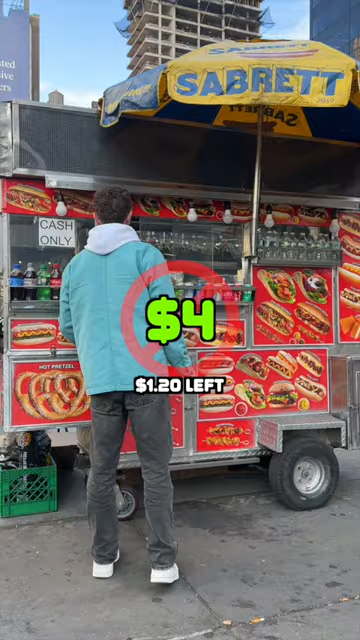 SABRETT
SABRETT
CASH
ONLY
$4
$1.20 LEFT
HOT PRETZEL